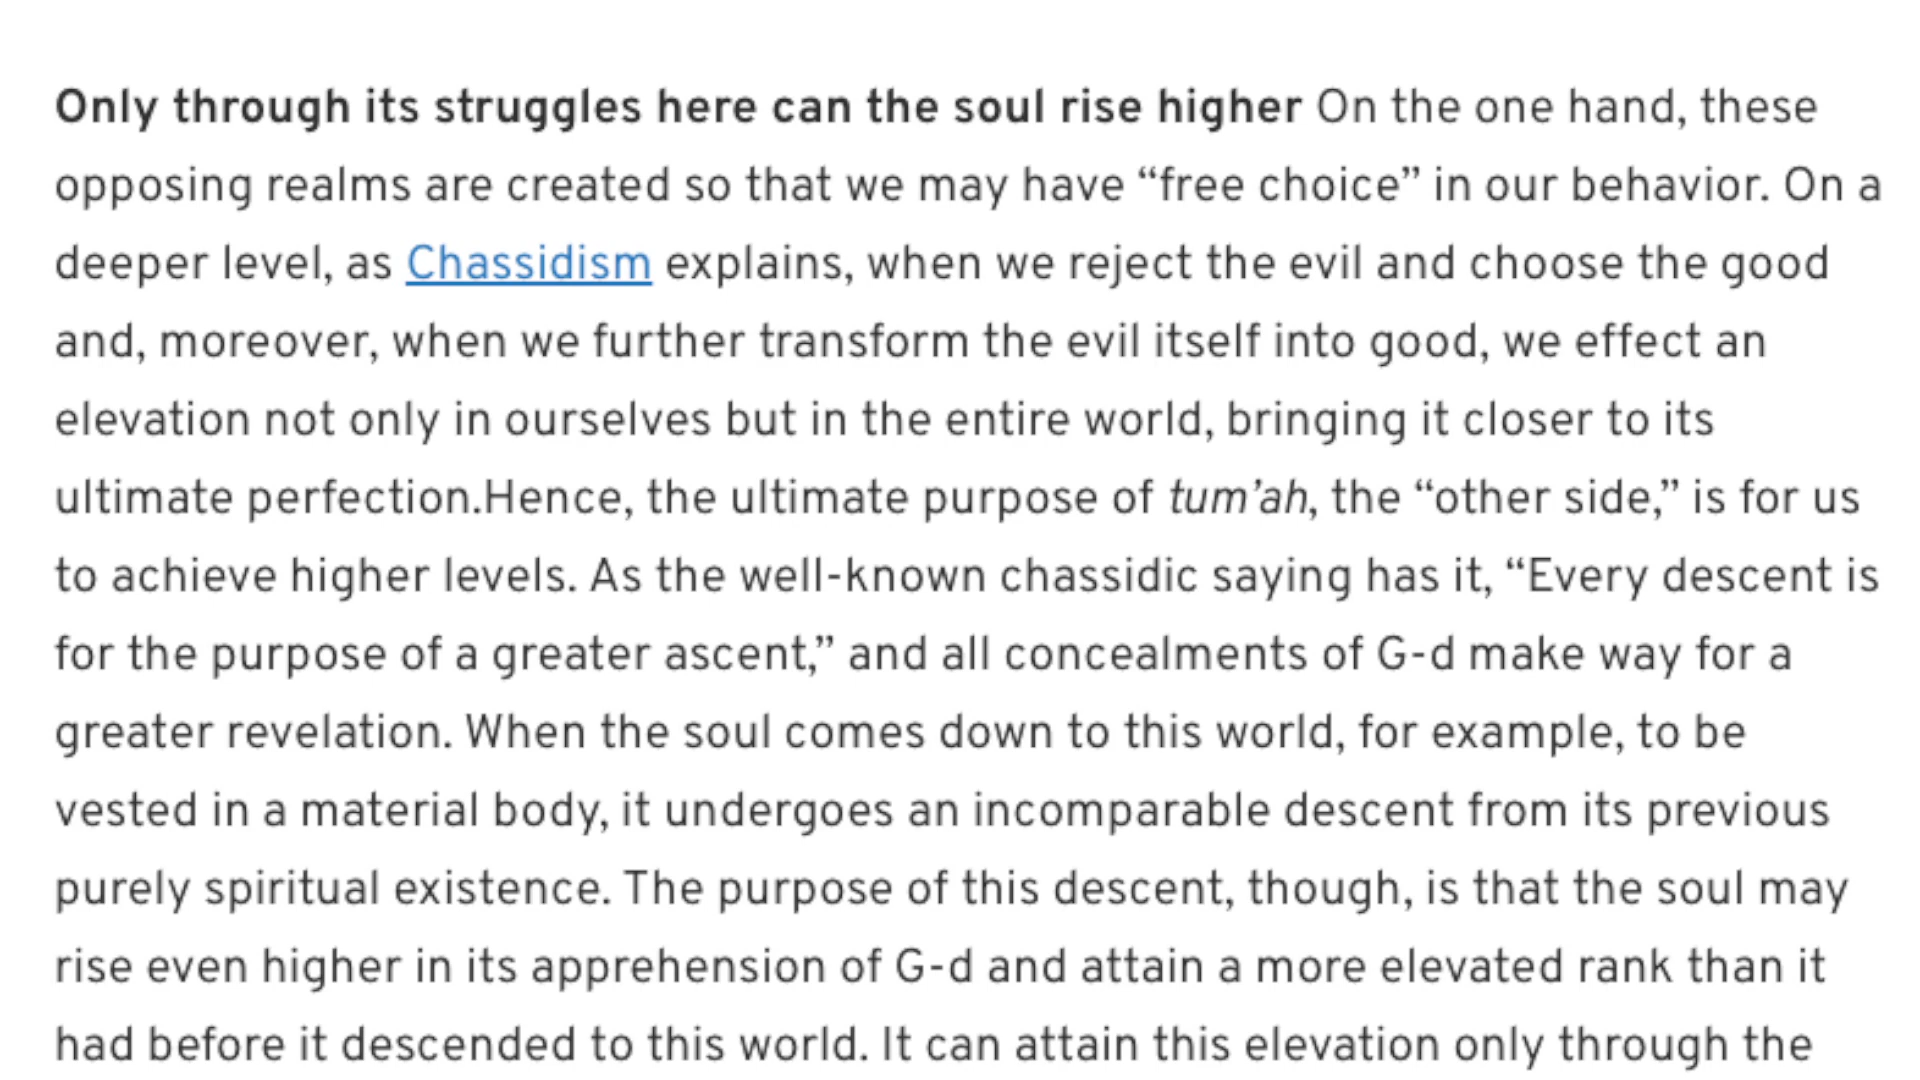 Only through its struggles here can the soul rise higher On the one hand, these
opposing realms are created so that we may have “free choice” in our behavior. On a
deeper level, as Chassidism explains, when we reject the evil and choose the good
and, moreover, when we further transform the evil itself into good, we effect an
elevation not only in ourselves but in the entire world, bringing it closer to its
ultimate perfection.Hence, the ultimate purpose of tum’ah, the “other side,” is for us
to achieve higher levels. As the well-known chassidic saying has it, “Every descent is
for the purpose of a greater ascent,” and all concealments of G-d make way for a
greater revelation. When the soul comes down to this world, for example, to be
vested in a material body, it undergoes an incomparable descent from its previous
purely spiritual existence. The purpose of this descent, though, is that the soul may
rise even higher in its apprehension of G-d and attain a more elevated rank than it
had before it descended to this world. It can attain this elevation only through the